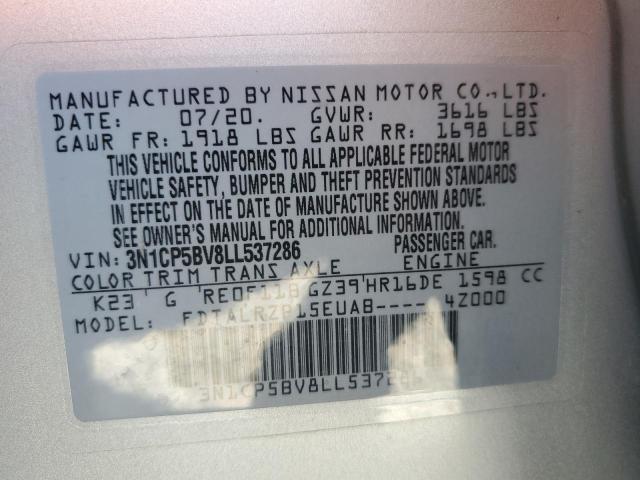 MANUFACTURED BY NISSAN MOTOR CO.,LTD.
DATE: 07/20. GVWR: 3616 LBS
GAWR FR: 1918 LBS GAWR RR: 1698 LBS
THIS VEHICLE CONFORMS TO ALL APPLICABLE FEDERAL MOTOR
VEHICLE SAFETY, BUMPER AND THEFT PREVENTION STANDARDS
IN EFFECT ON THE DATE OF MANUFACTURE SHOWN ABOVE.
SEE OWNER'S MANUAL FOR ADDITIONAL INFORMATION.
VIN: 3N1CP5BV8LL537286 PASSENGER CAR.
COLOR TRIM TRANS AXLE ENGINE
K23 G RE0F11B GZ39 HR16DE 1598 CC
MODEL: FDTALRZP15EUAB---- 4Z000
3N1CP5BV8LL537286